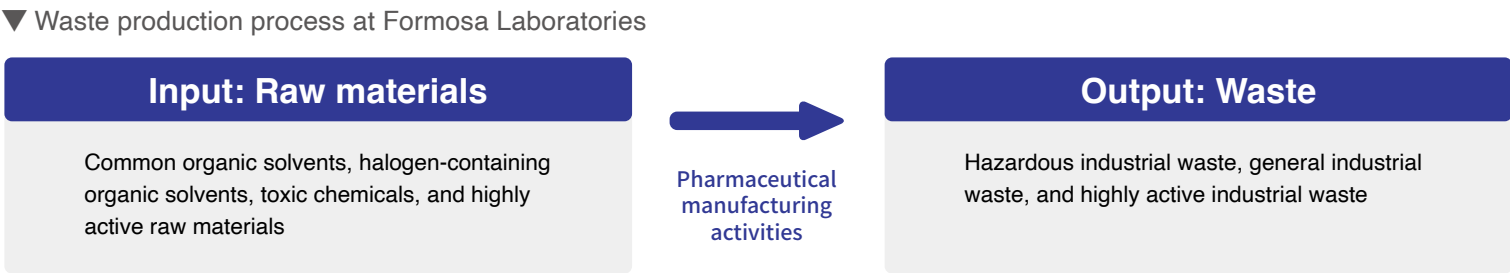 ▼ Waste production process at Formosa Laboratories
Input: Raw materials
Common organic solvents, halogen-containing
organic solvents, toxic chemicals, and highly
active raw materials
Pharmaceutical
manufacturing
activities
Output: Waste
Hazardous industrial waste, general industrial
waste, and highly active industrial waste